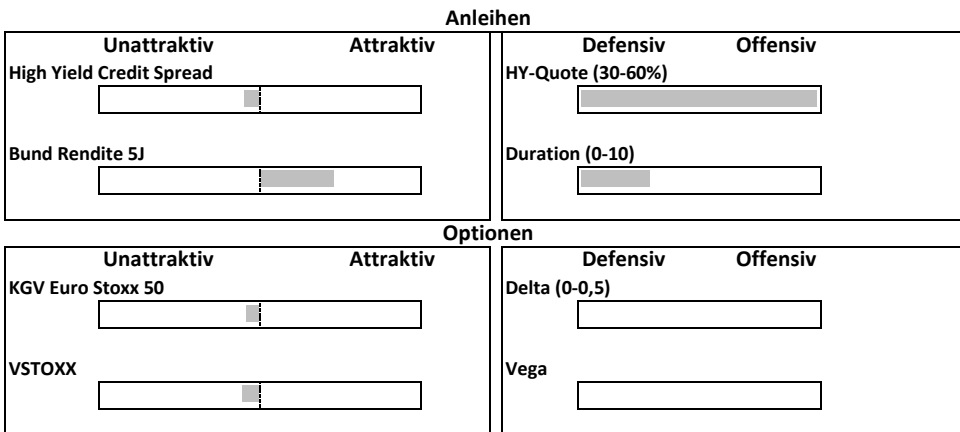 Anleihen
Unattraktiv Attraktiv
High Yield Credit Spread
Bund Rendite 5J
Defensiv Offensiv
HY-Quote (30-60%)
Duration (0-10)
Optionen
Unattraktiv Attraktiv
KGV Euro Stoxx 50
VSTOXX
Defensiv Offensiv
Delta (0-0,5)
Vega